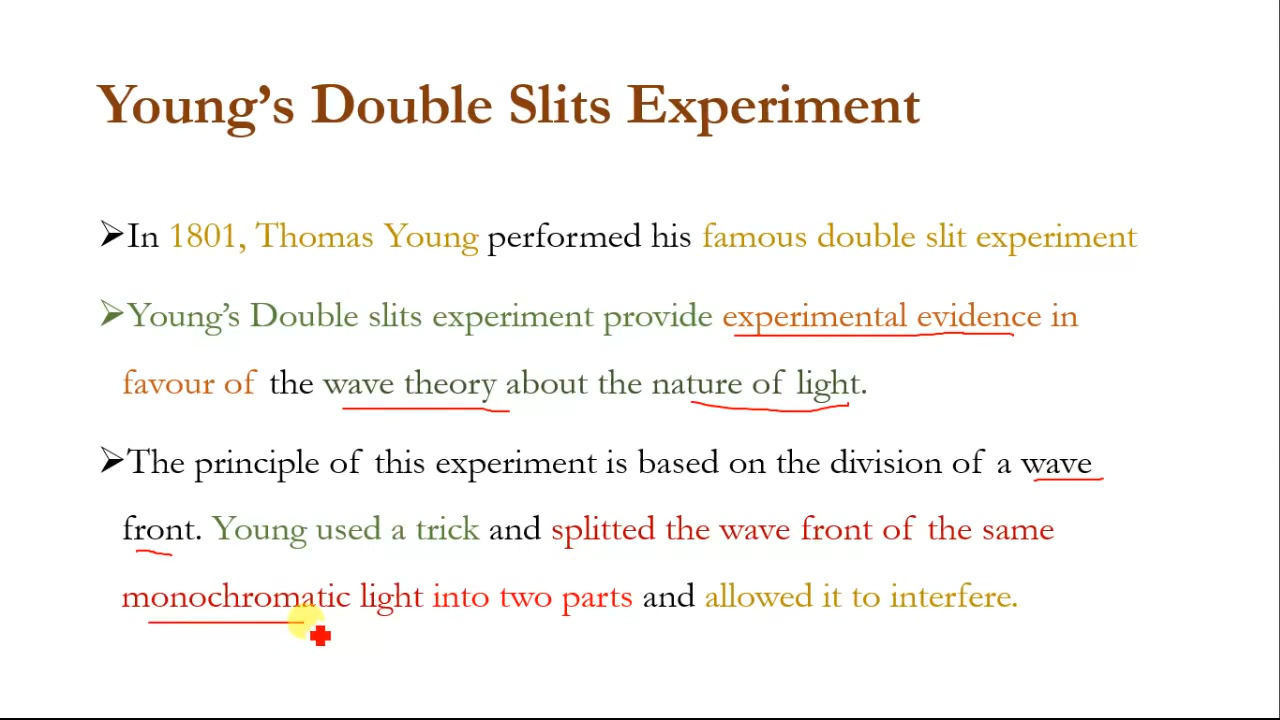 Young’s Double Slits Experiment
➢In 1801, Thomas Young performed his famous double slit experiment
➢Young’s Double slits experiment provide experimental evidence in
favour of the wave theory about the nature of light.
➢The principle of this experiment is based on the division of a wave
front. Young used a trick and splitted the wave front of the same
monochromatic light into two parts and allowed it to interfere.